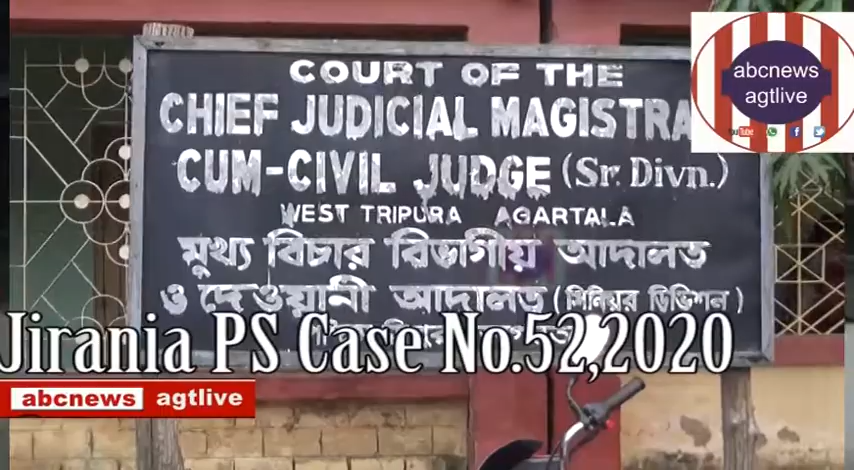 COURT OF THE
CHIEF JUDICIAL MAGISTRA
CUM-CIVIL JUDGE (Sr. Divn.)
WEST TRIPURA AGARTALA
মুখ্য বিচার বিভাগীয় আদালত
ও দেওয়ানী আদালত (সিনিয়র ডিভিশন)
Jirania PS Case No.52,2020
abcnews agtlive
abcnews
agtlive